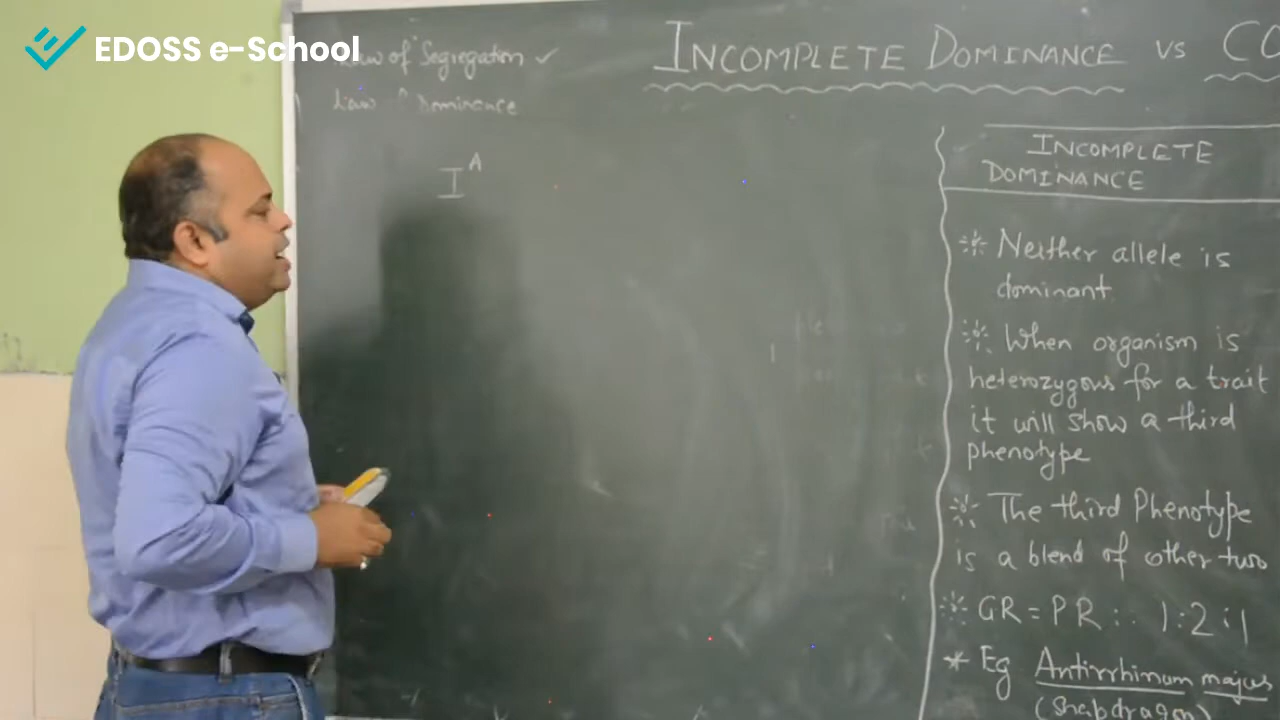 EDOSS e-School
Law of Segregation ✓
Law of Dominance
INCOMPLETE DOMINANCE vs CO
I^A
INCOMPLETE
DOMINANCE
Neither allele is
dominant
When organism is
heterozygous for a trait
it will show a third
phenotype
The third Phenotype
is a blend of other two
GR = PR :. 1:2:1
* Eg Antirrhinum majus
(Snapdragon)